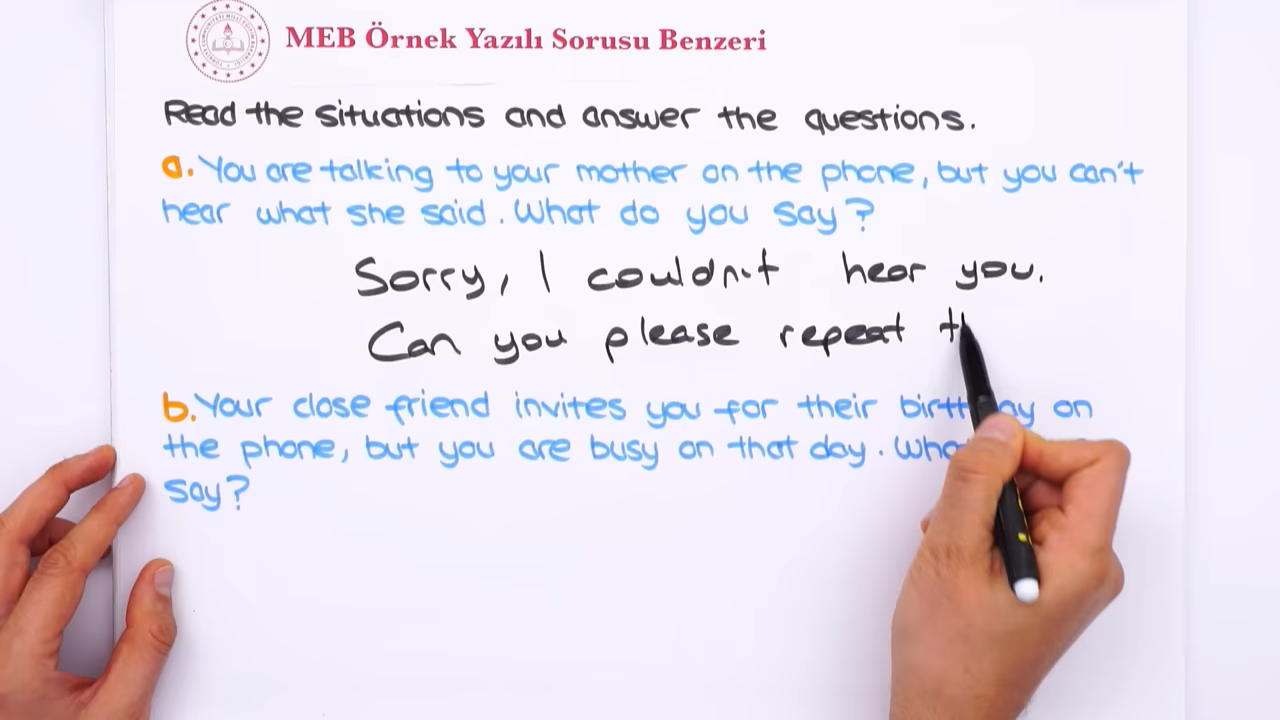 MEB Örnek Yazılı Sorusu Benzeri
Read the situations and answer the questions.
a. You are talking to your mother on the phone, but you can't
hear what she said. What do you say?
Sorry, I couldn't hear you.
Can you please repeat
b. Your close friend invites you for their birthday on
the phone, but you are busy on that day.
say?